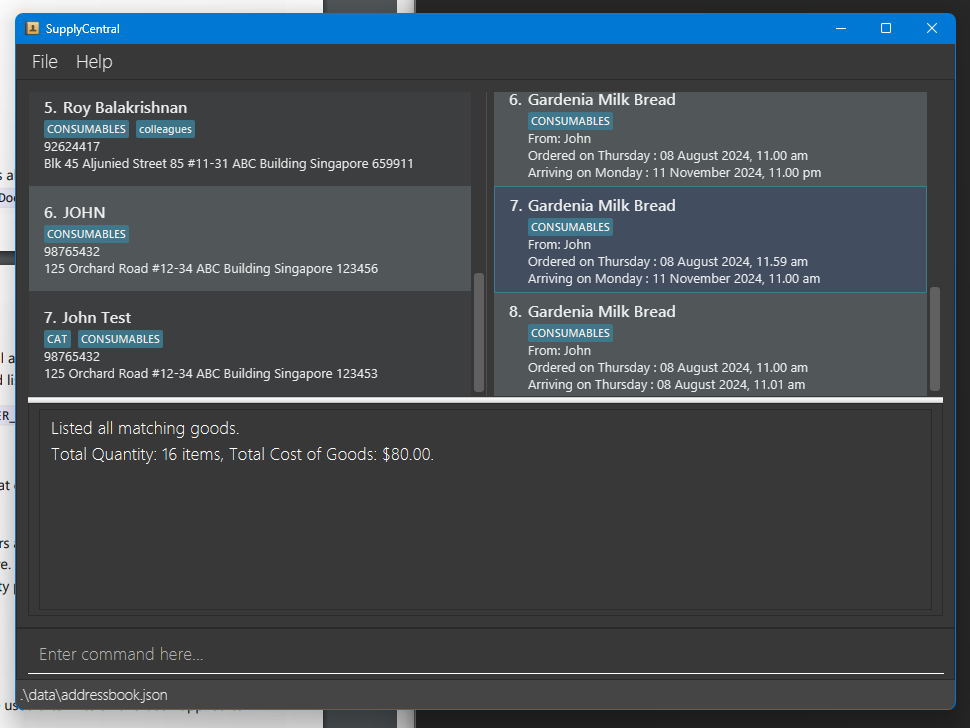 SupplyCentral
File Help
5. Roy Balakrishnan
CONSUMABLES colleagues
92624417
Blk 45 Aljunied Street 85 #11-31 ABC Building Singapore 659911
6. JOHN
CONSUMABLES
98765432
125 Orchard Road #12-34 ABC Building Singapore 123456
7. John Test
CAT CONSUMABLES
98765432
125 Orchard Road #12-34 ABC Building Singapore 123453
6. Gardenia Milk Bread
CONSUMABLES
From: John
Ordered on Thursday : 08 August 2024, 11.00 am
Arriving on Monday : 11 November 2024, 11.00 pm
7. Gardenia Milk Bread
CONSUMABLES
From: John
Ordered on Thursday : 08 August 2024, 11.59 am
Arriving on Monday : 11 November 2024, 11.00 am
8. Gardenia Milk Bread
CONSUMABLES
From: John
Ordered on Thursday : 08 August 2024, 11.00 am
Arriving on Thursday : 08 August 2024, 11.01 am
Listed all matching goods.
Total Quantity: 16 items, Total Cost of Goods: $80.00.
Enter command here...
.\data\addressbook.json